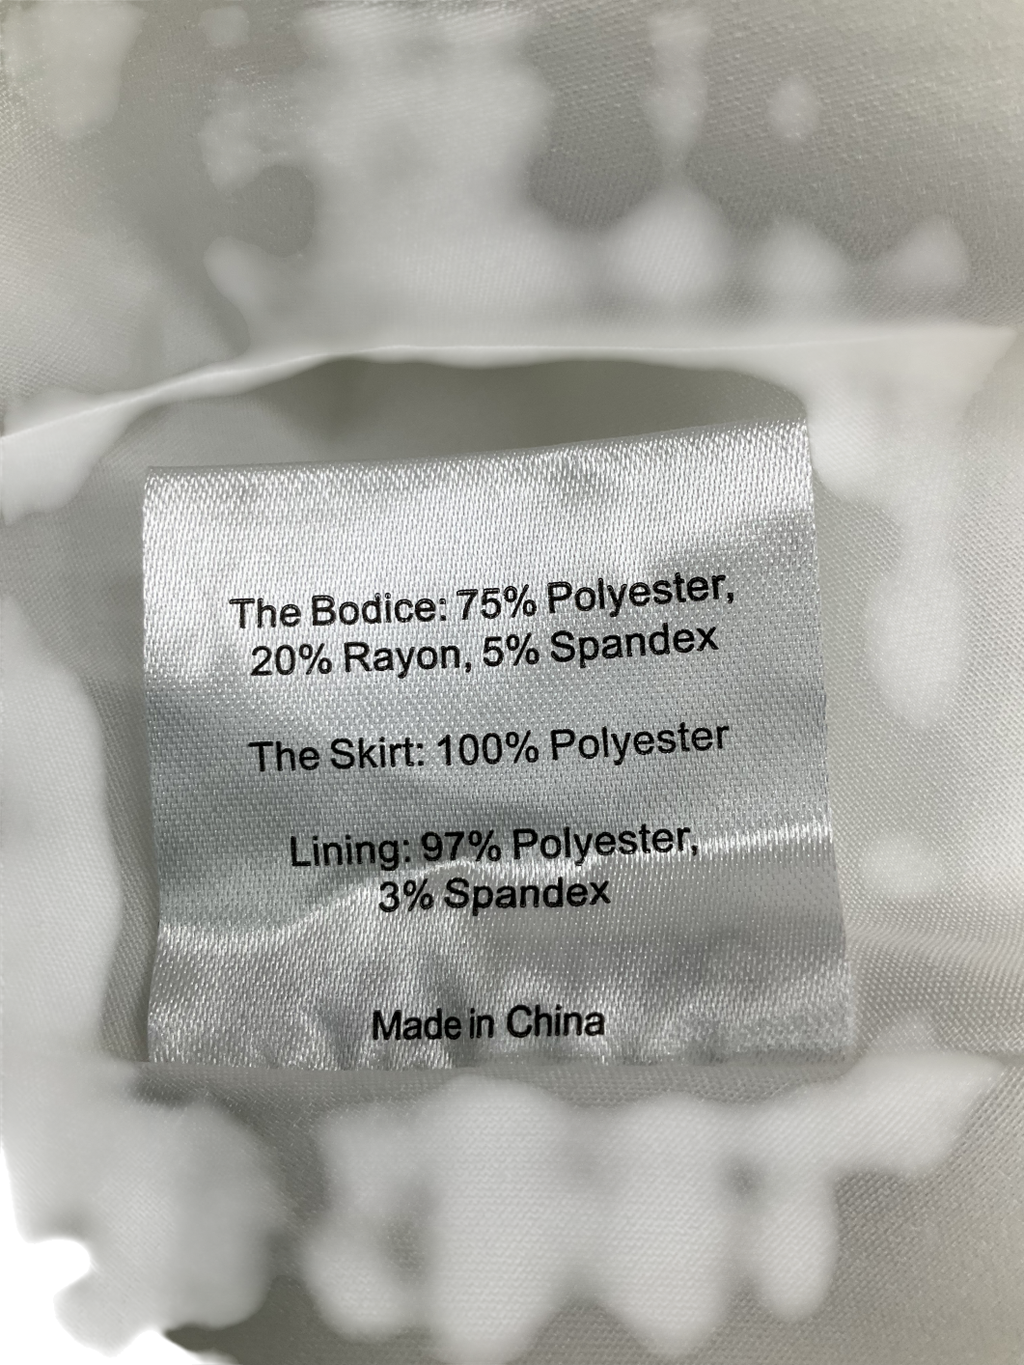 The Bodice: 75% Polyester,
20% Rayon, 5% Spandex
The Skirt: 100% Polyester
Lining: 97% Polyester,
3% Spandex
Made in China